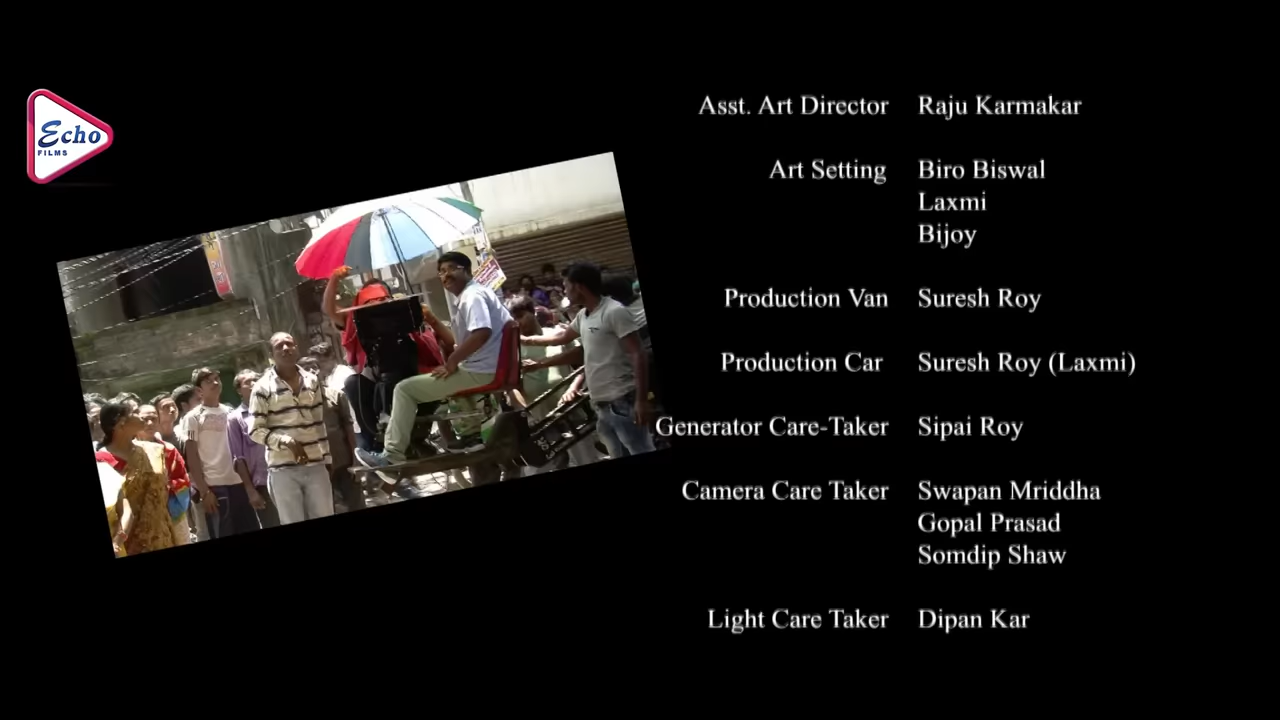 Echo
FILMS
Asst. Art Director Raju Karmakar
Art Setting Biro Biswal
Laxmi
Bijoy
Production Van Suresh Roy
Production Car Suresh Roy (Laxmi)
Generator Care-Taker Sipai Roy
Camera Care Taker Swapan Mriddha
Gopal Prasad
Somdip Shaw
Light Care Taker Dipan Kar